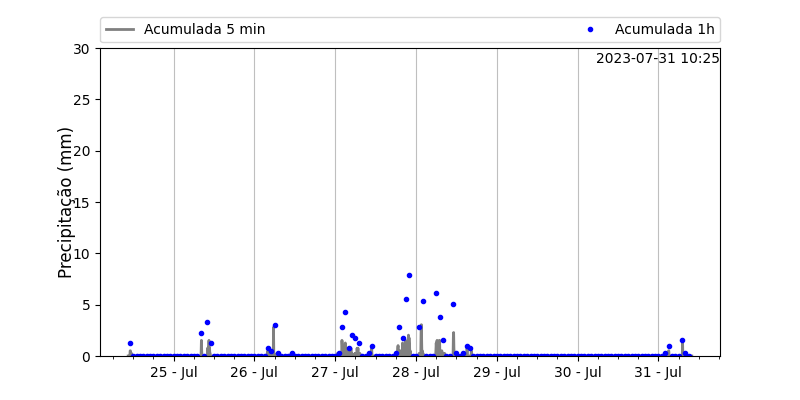 Acumulada 5 min
Acumulada 1h
2023-07-31 10:25
Precipitação (mm)
30
25
20
15
10
5
0
25 - Jul
26 - Jul
27 - Jul
28 - Jul
29 - Jul
30 - Jul
31 - Jul